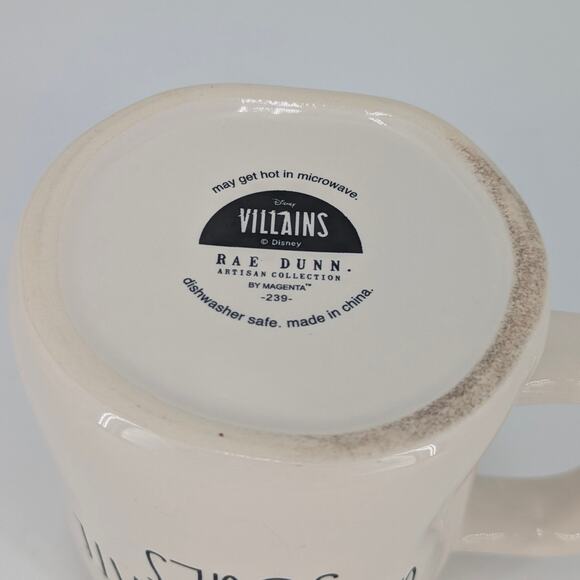 may get hot in microwave.
Disney
VILLAINS
© Disney
RAE DUNN.
ARTISAN COLLECTION
BY MAGENTA™
-239-
dishwasher safe. made in china.